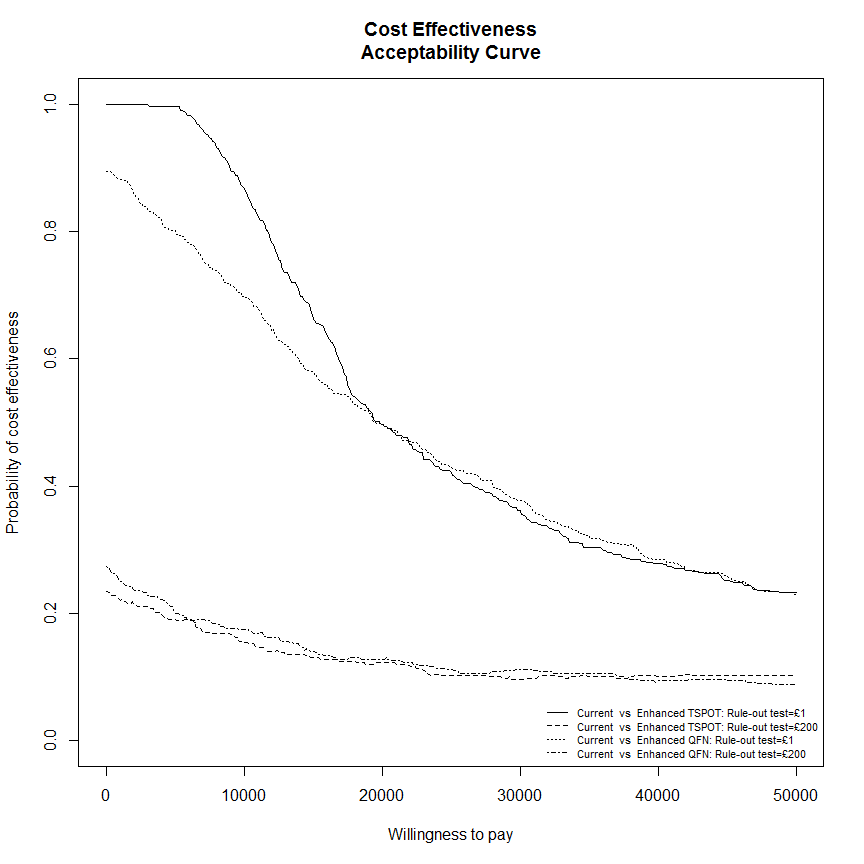 Cost Effectiveness
Acceptability Curve
Probability of cost effectiveness
1.0
0.8
0.6
0.4
0.2
0.0
Current vs Enhanced TSPOT: Rule-out test=£1
Current vs Enhanced TSPOT: Rule-out test=£200
Current vs Enhanced QFN: Rule-out test=£1
Current vs Enhanced QFN: Rule-out test=£200
0 10000 20000 30000 40000 50000
Willingness to pay